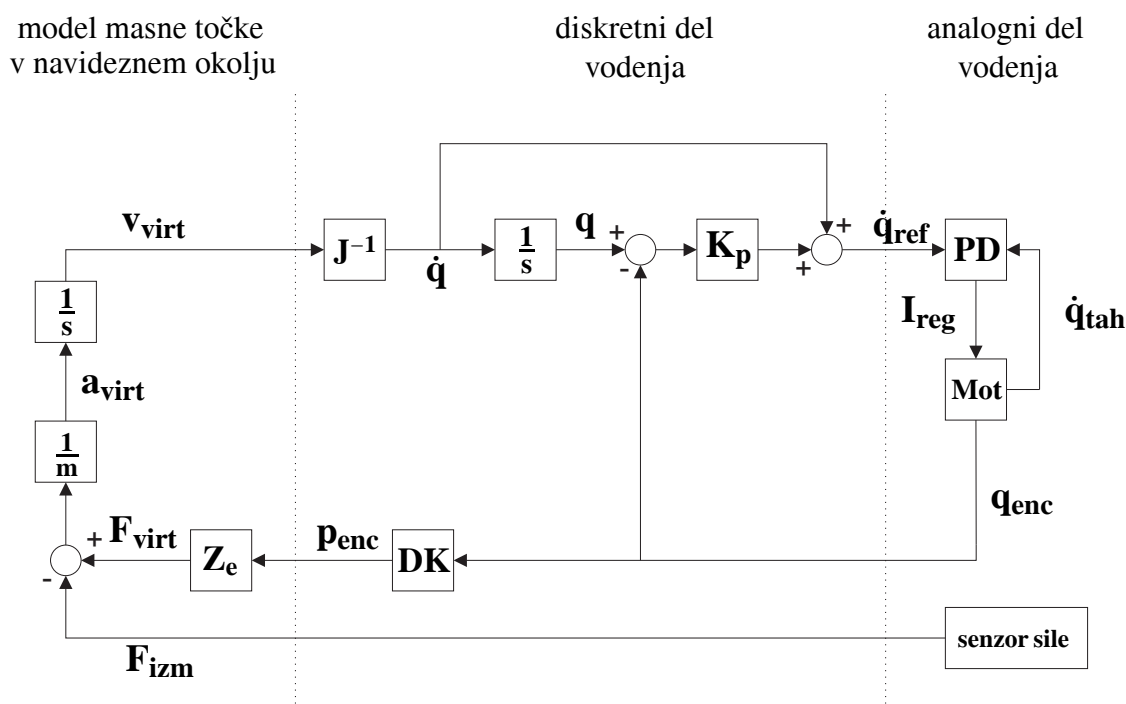 model masne točke
v navideznem okolju
diskretni del
vodenja
analogni del
vodenja
v_virt
J⁻¹
q̇
1/s
q
+
-
K_p
+
+
q̇_ref
PD
I_reg
q̇_tah
Mot
1/s
a_virt
1/m
q_enc
+
F_virt
Z_e
p_enc
DK
-
F_izm
senzor sile